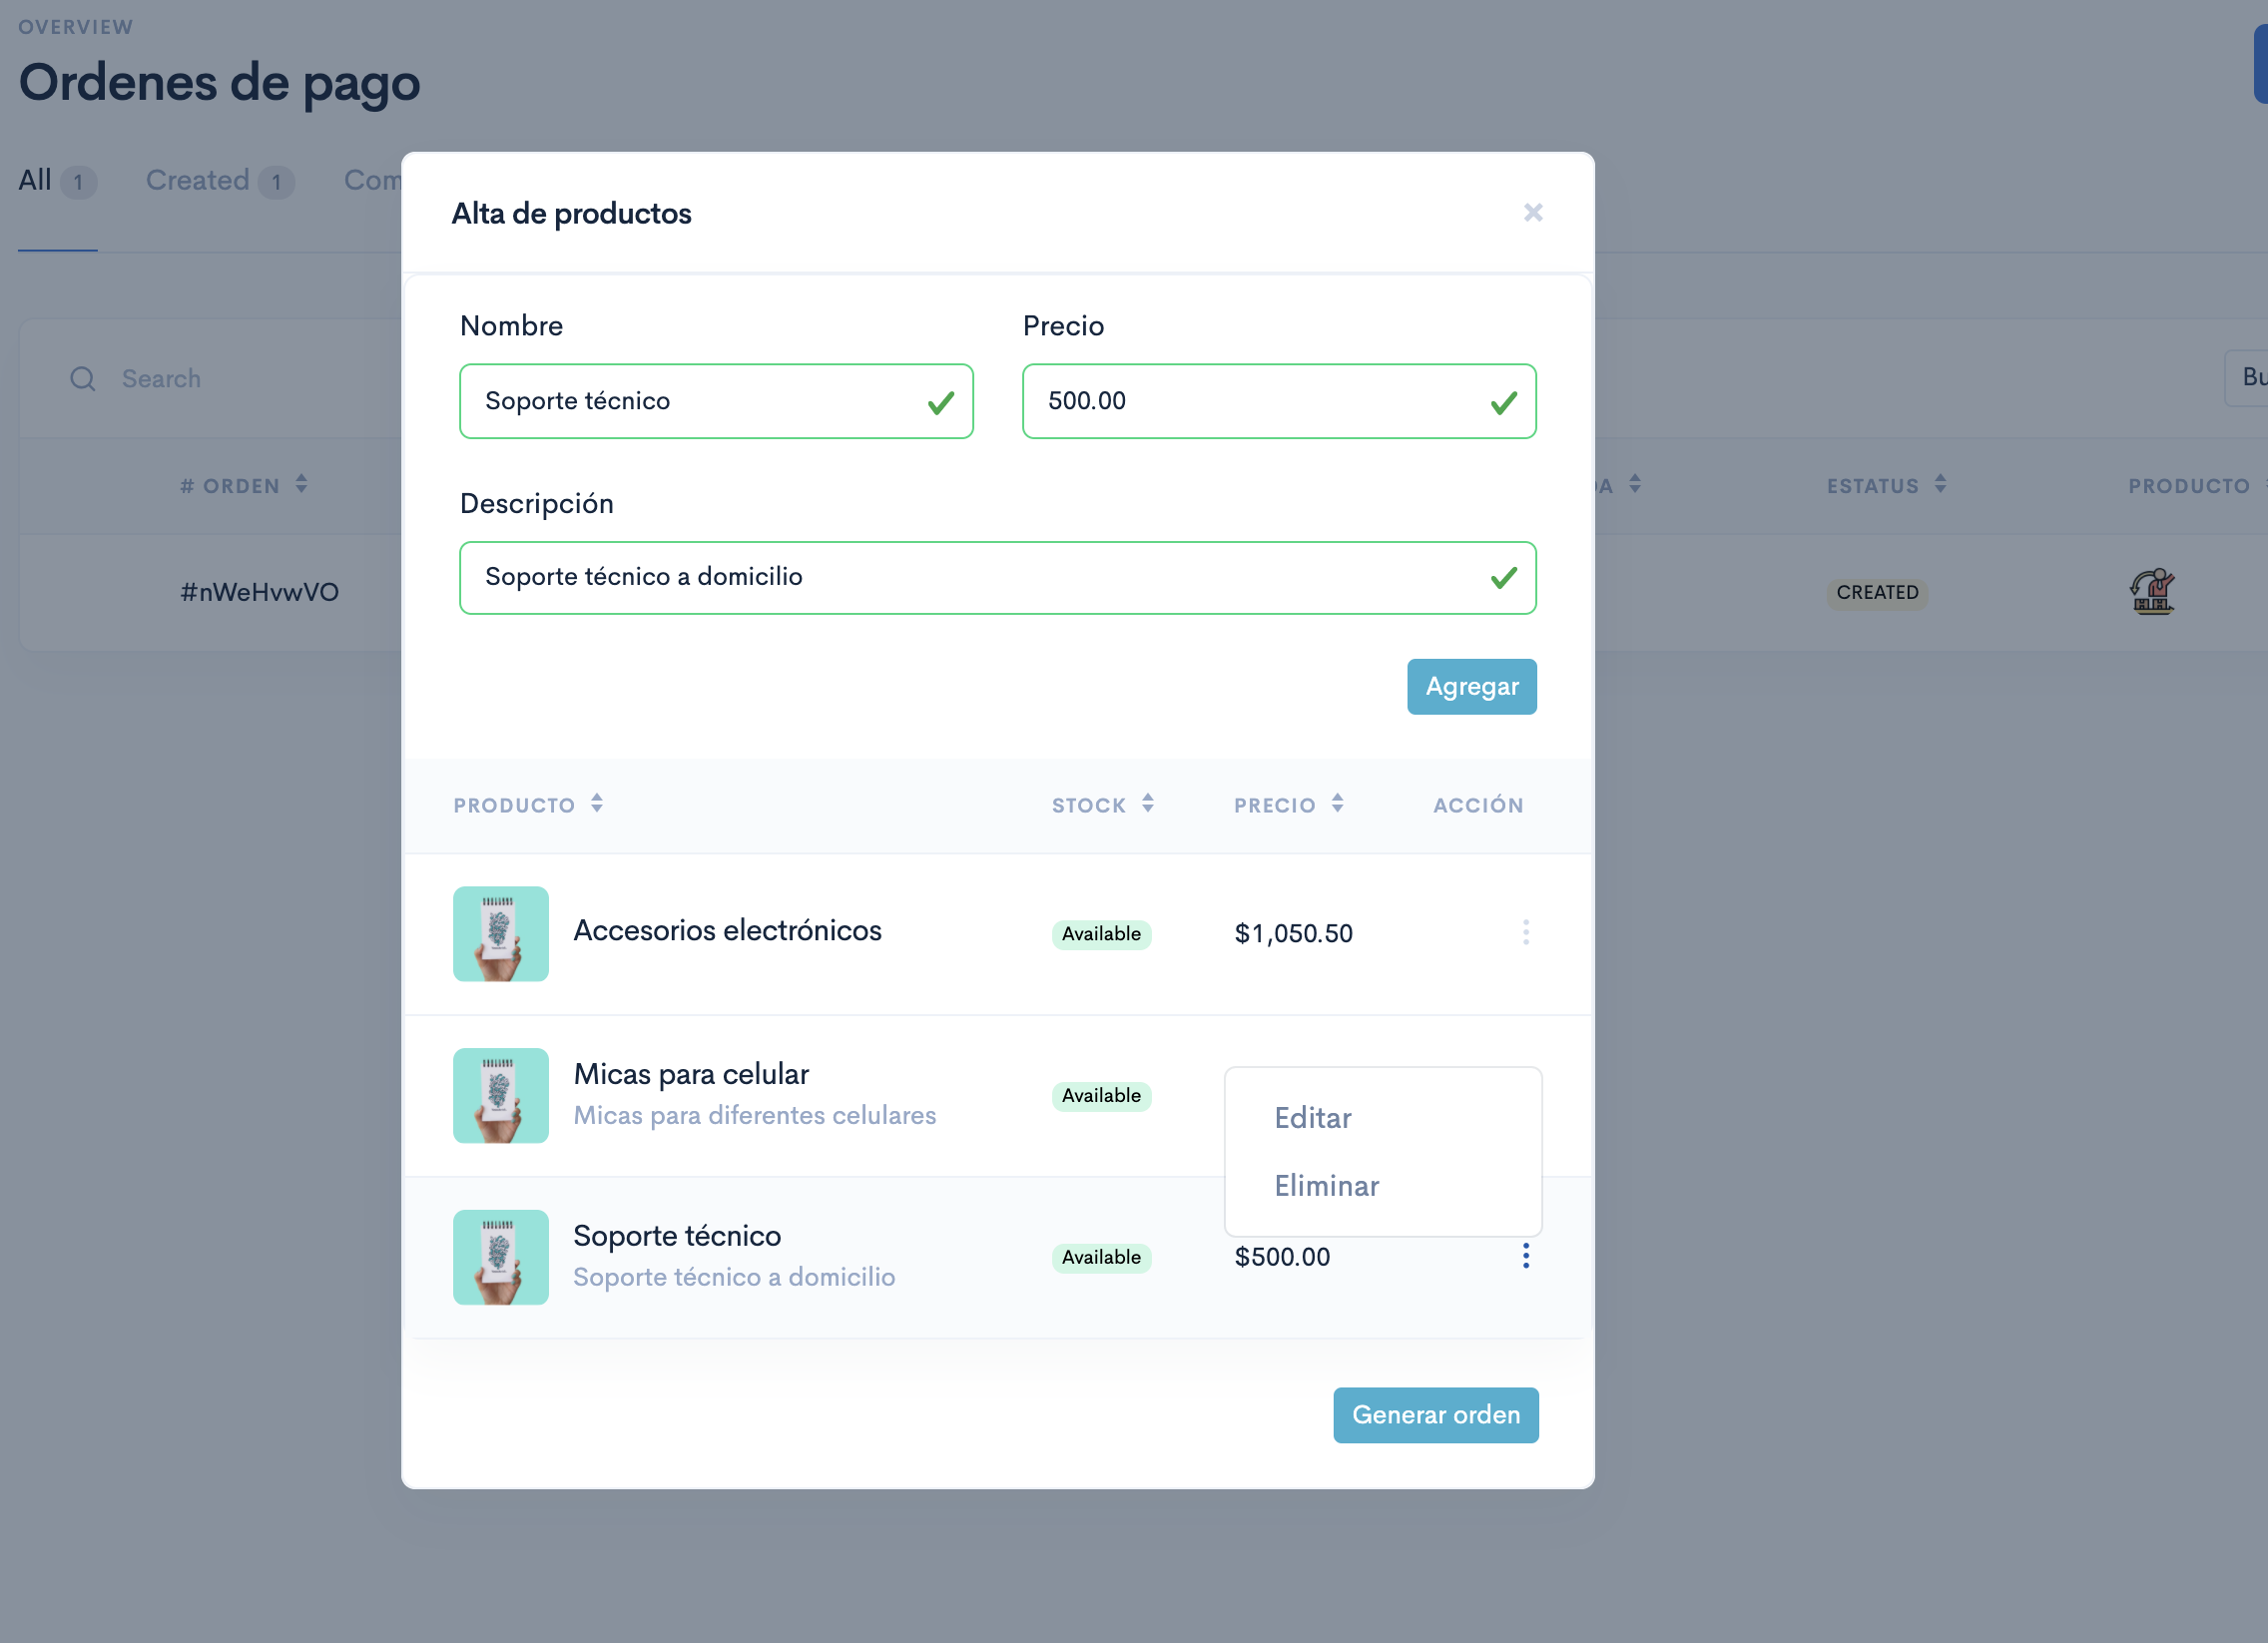 OVERVIEW
Ordenes de pago
All 1 Created 1 Com
Alta de productos
Nombre Precio
Search
Soporte técnico 500.00
Bu
# ORDEN DA ESTATUS PRODUCTO
Descripción
Soporte técnico a domicilio
#nWeHvwVO CREATED
Agregar
PRODUCTO STOCK PRECIO ACCIÓN
Accesorios electrónicos Available $1,050.50
Micas para celular
Micas para diferentes celulares
Available
Editar
Eliminar
Soporte técnico
Soporte técnico a domicilio
Available $500.00
Generar orden